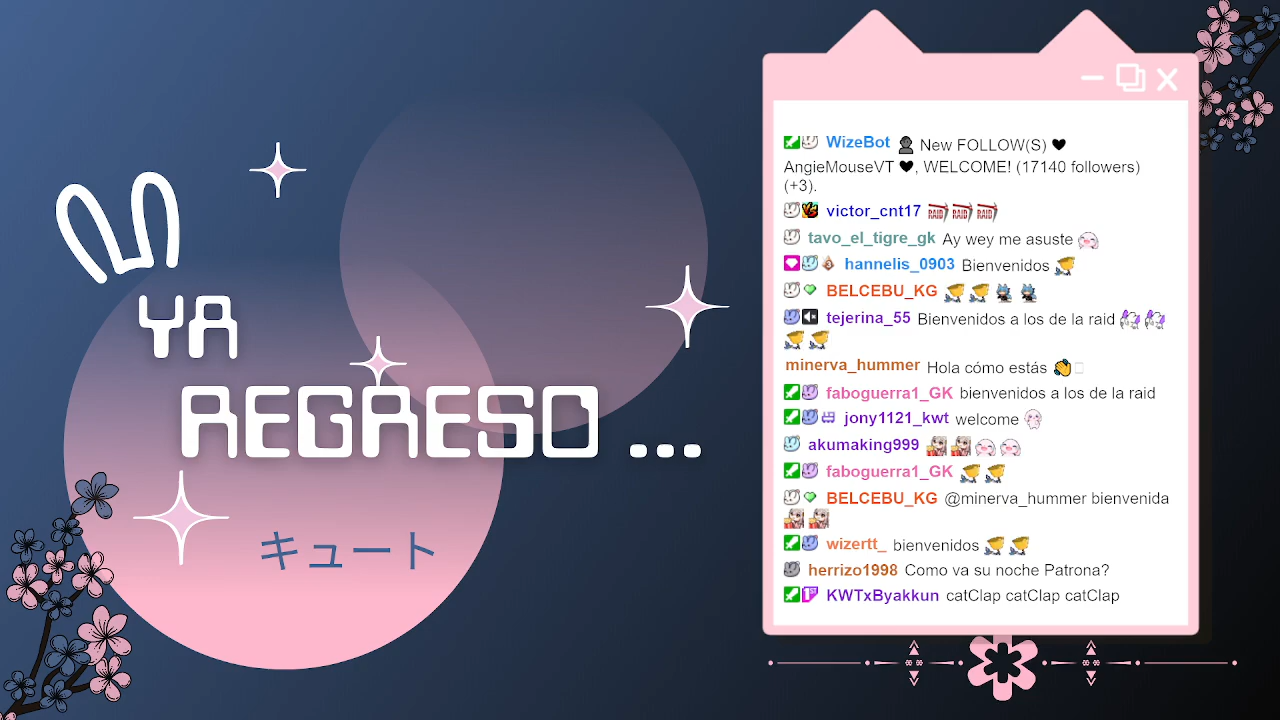 YA
REGRESO ...
キュート
WizeBot New FOLLOW(S)
AngieMouseVT , WELCOME! (17140 followers)
(+3).
victor_cnt17 RAID RAID RAID
tavo_el_tigre_gk Ay wey me asuste
hannelis_0903 Bienvenidos
BELCEBU_KG
tejerina_55 Bienvenidos a los de la raid
minerva_hummer Hola cómo estás
faboguerra1_GK bienvenidos a los de la raid
jony1121_kwt welcome
akumaking999
faboguerra1_GK
BELCEBU_KG @minerva_hummer bienvenida
wizertt_ bienvenidos
herrizo1998 Como va su noche Patrona?
KWTxByakkun catClap catClap catClap